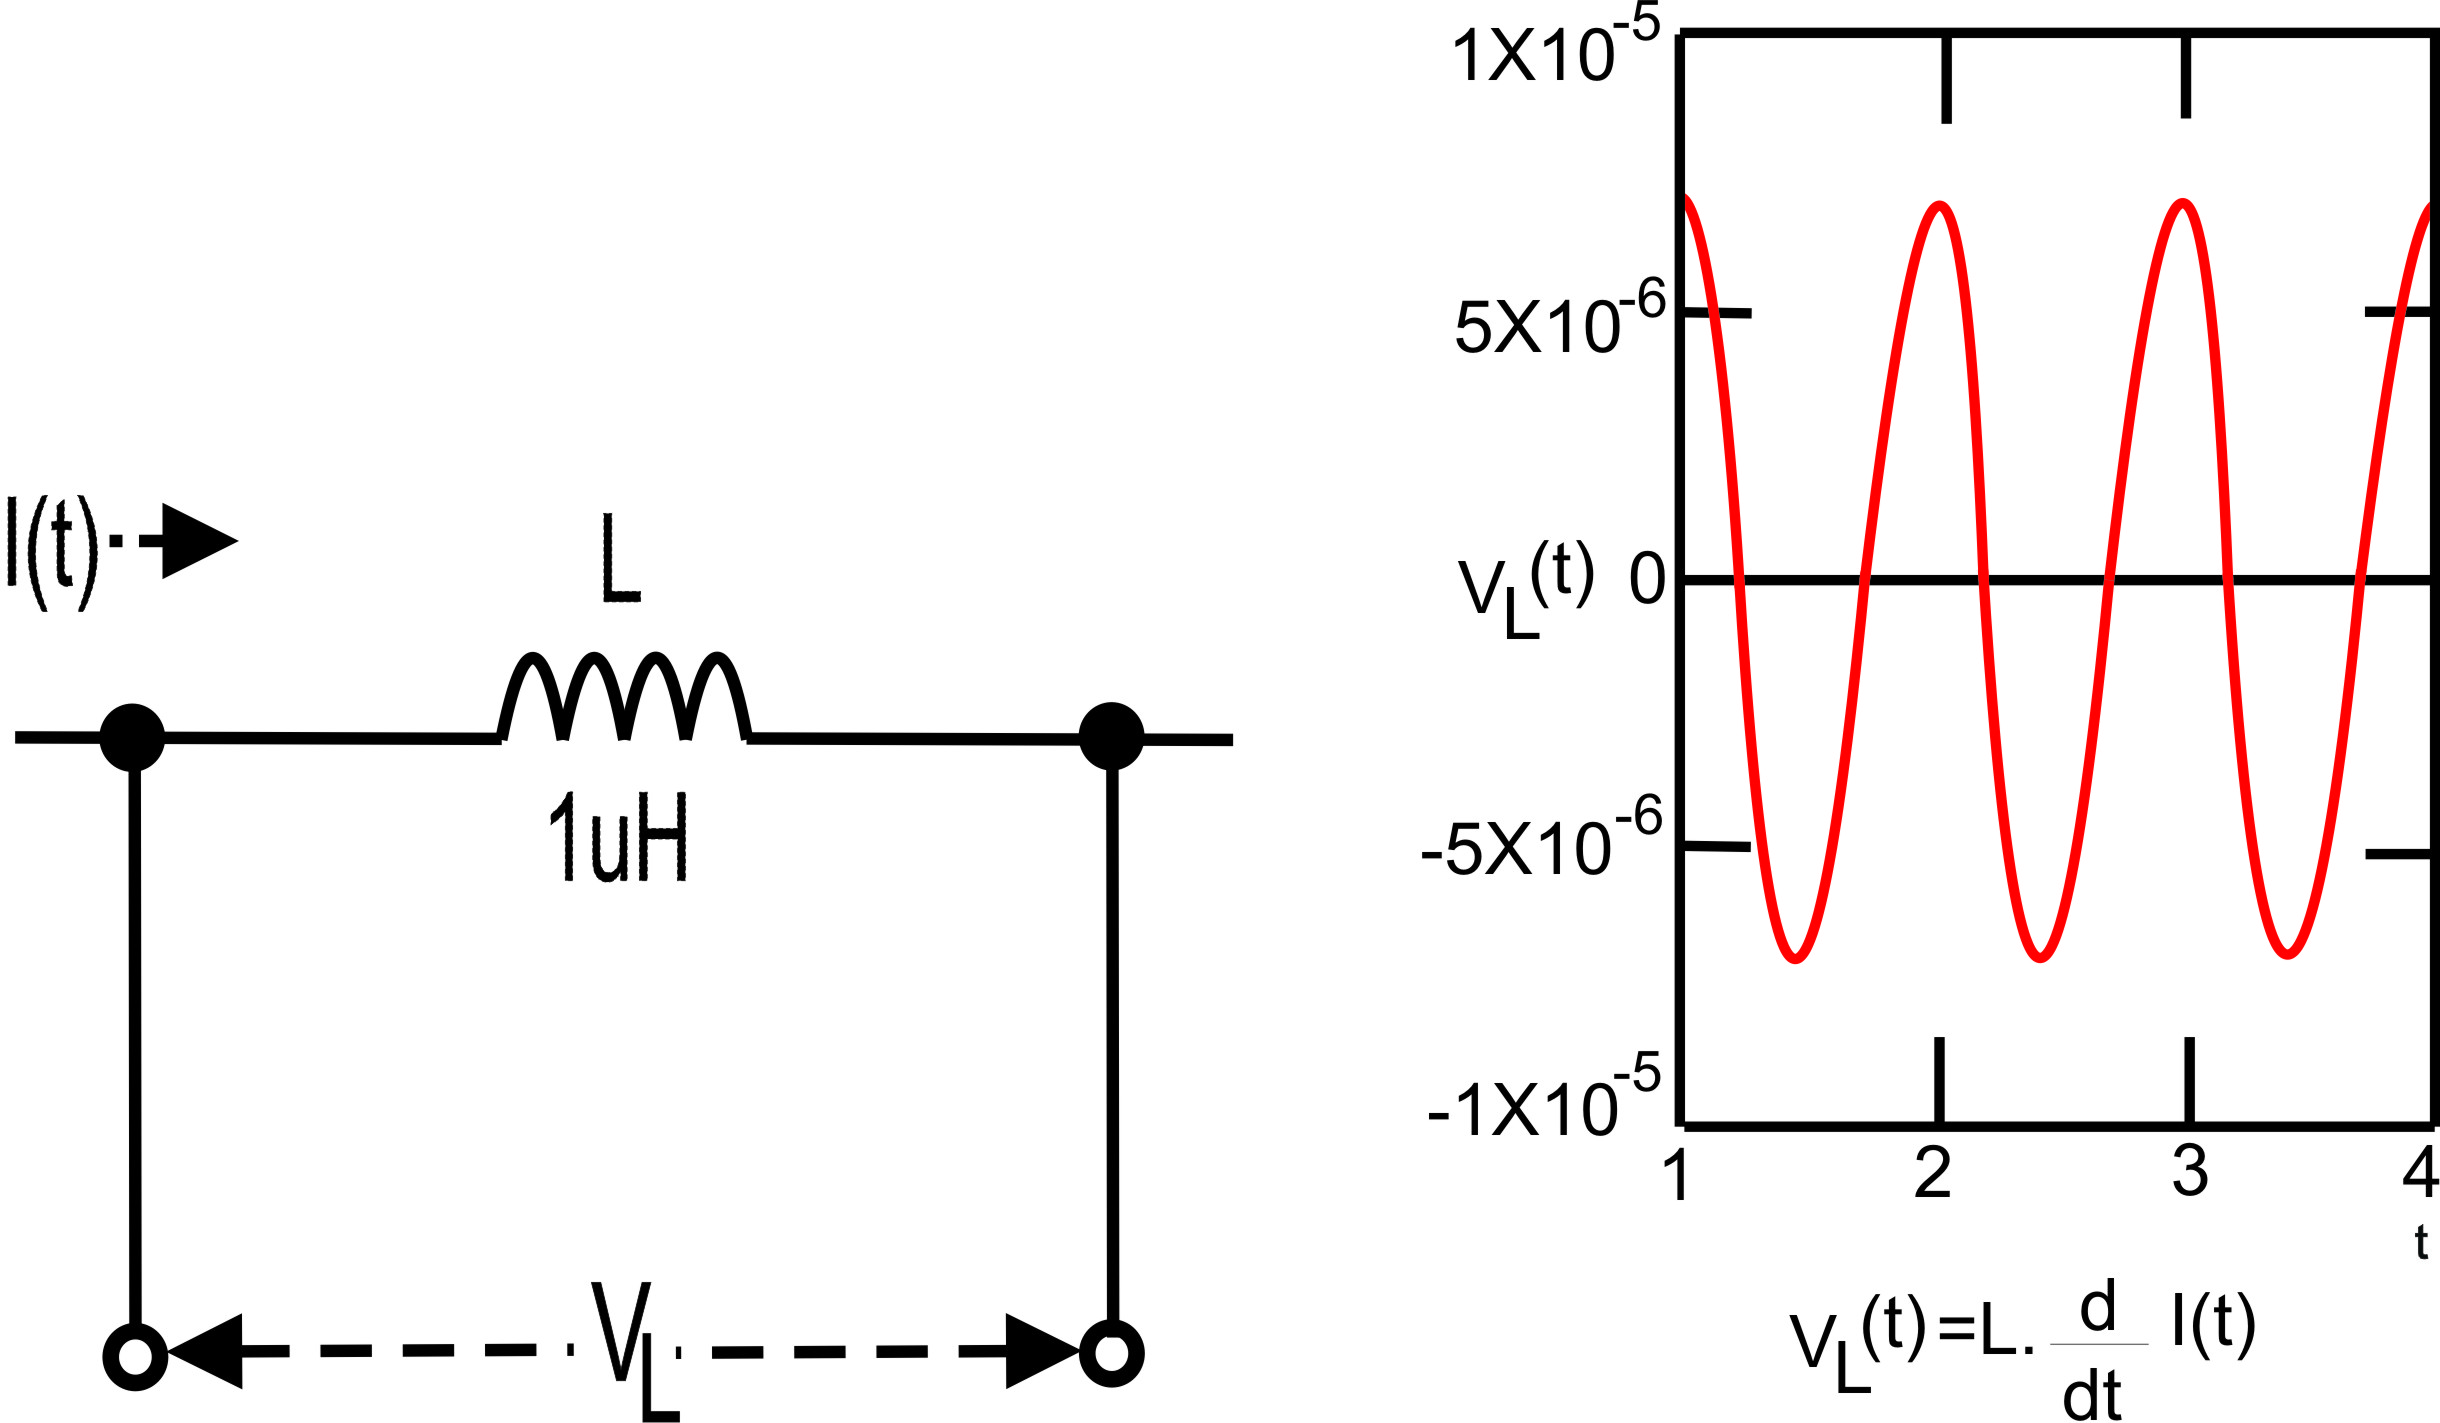 I(t)
L
1uH
VL
1X10-5
5X10-6
VL(t) 0
-5X10-6
-1X10-5
1 2 3 4
t
VL(t)=L. d/dt I(t)